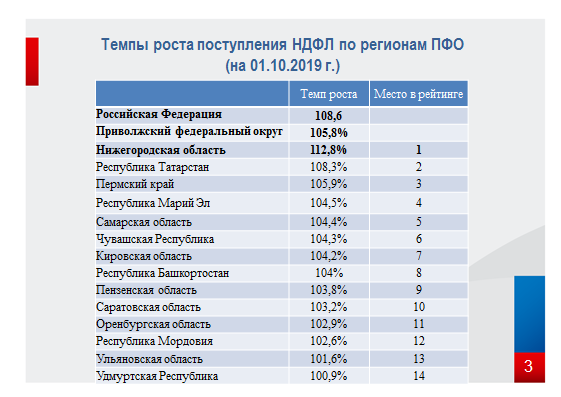 Темпы роста поступления НДФЛ по регионам ПФО
(на 01.10.2019 г.)
Темп роста Место в рейтинге
Российская Федерация 108,6
Приволжский федеральный округ 105,8%
Нижегородская область 112,8% 1
Республика Татарстан 108,3% 2
Пермский край 105,9% 3
Республика Марий Эл 104,5% 4
Самарская область 104,4% 5
Чувашская Республика 104,3% 6
Кировская область 104,2% 7
Республика Башкортостан 104% 8
Пензенская область 103,8% 9
Саратовская область 103,2% 10
Оренбургская область 102,9% 11
Республика Мордовия 102,6% 12
Ульяновская область 101,6% 13
Удмуртская Республика 100,9% 14
3